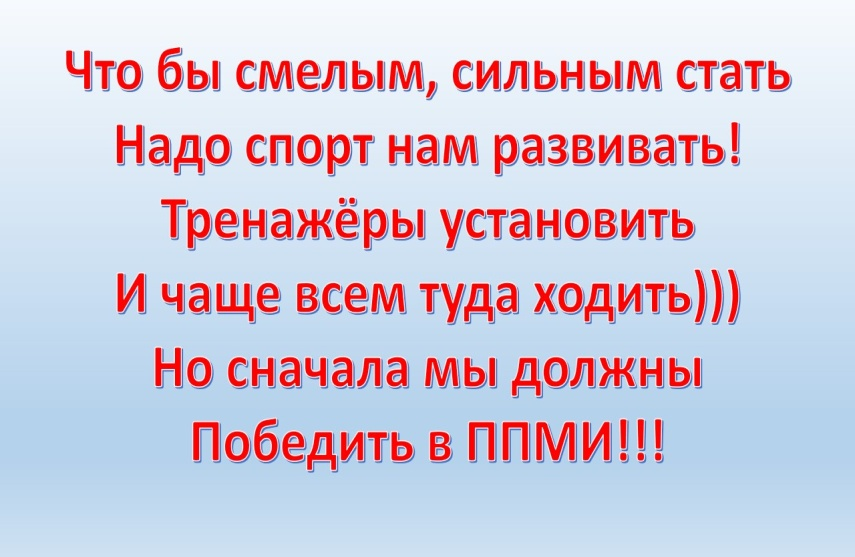 Что бы смелым, сильным стать
Надо спорт нам развивать!
Тренажёры установить
И чаще всем туда ходить)))
Но сначала мы должны
Победить в ППМИ!!!